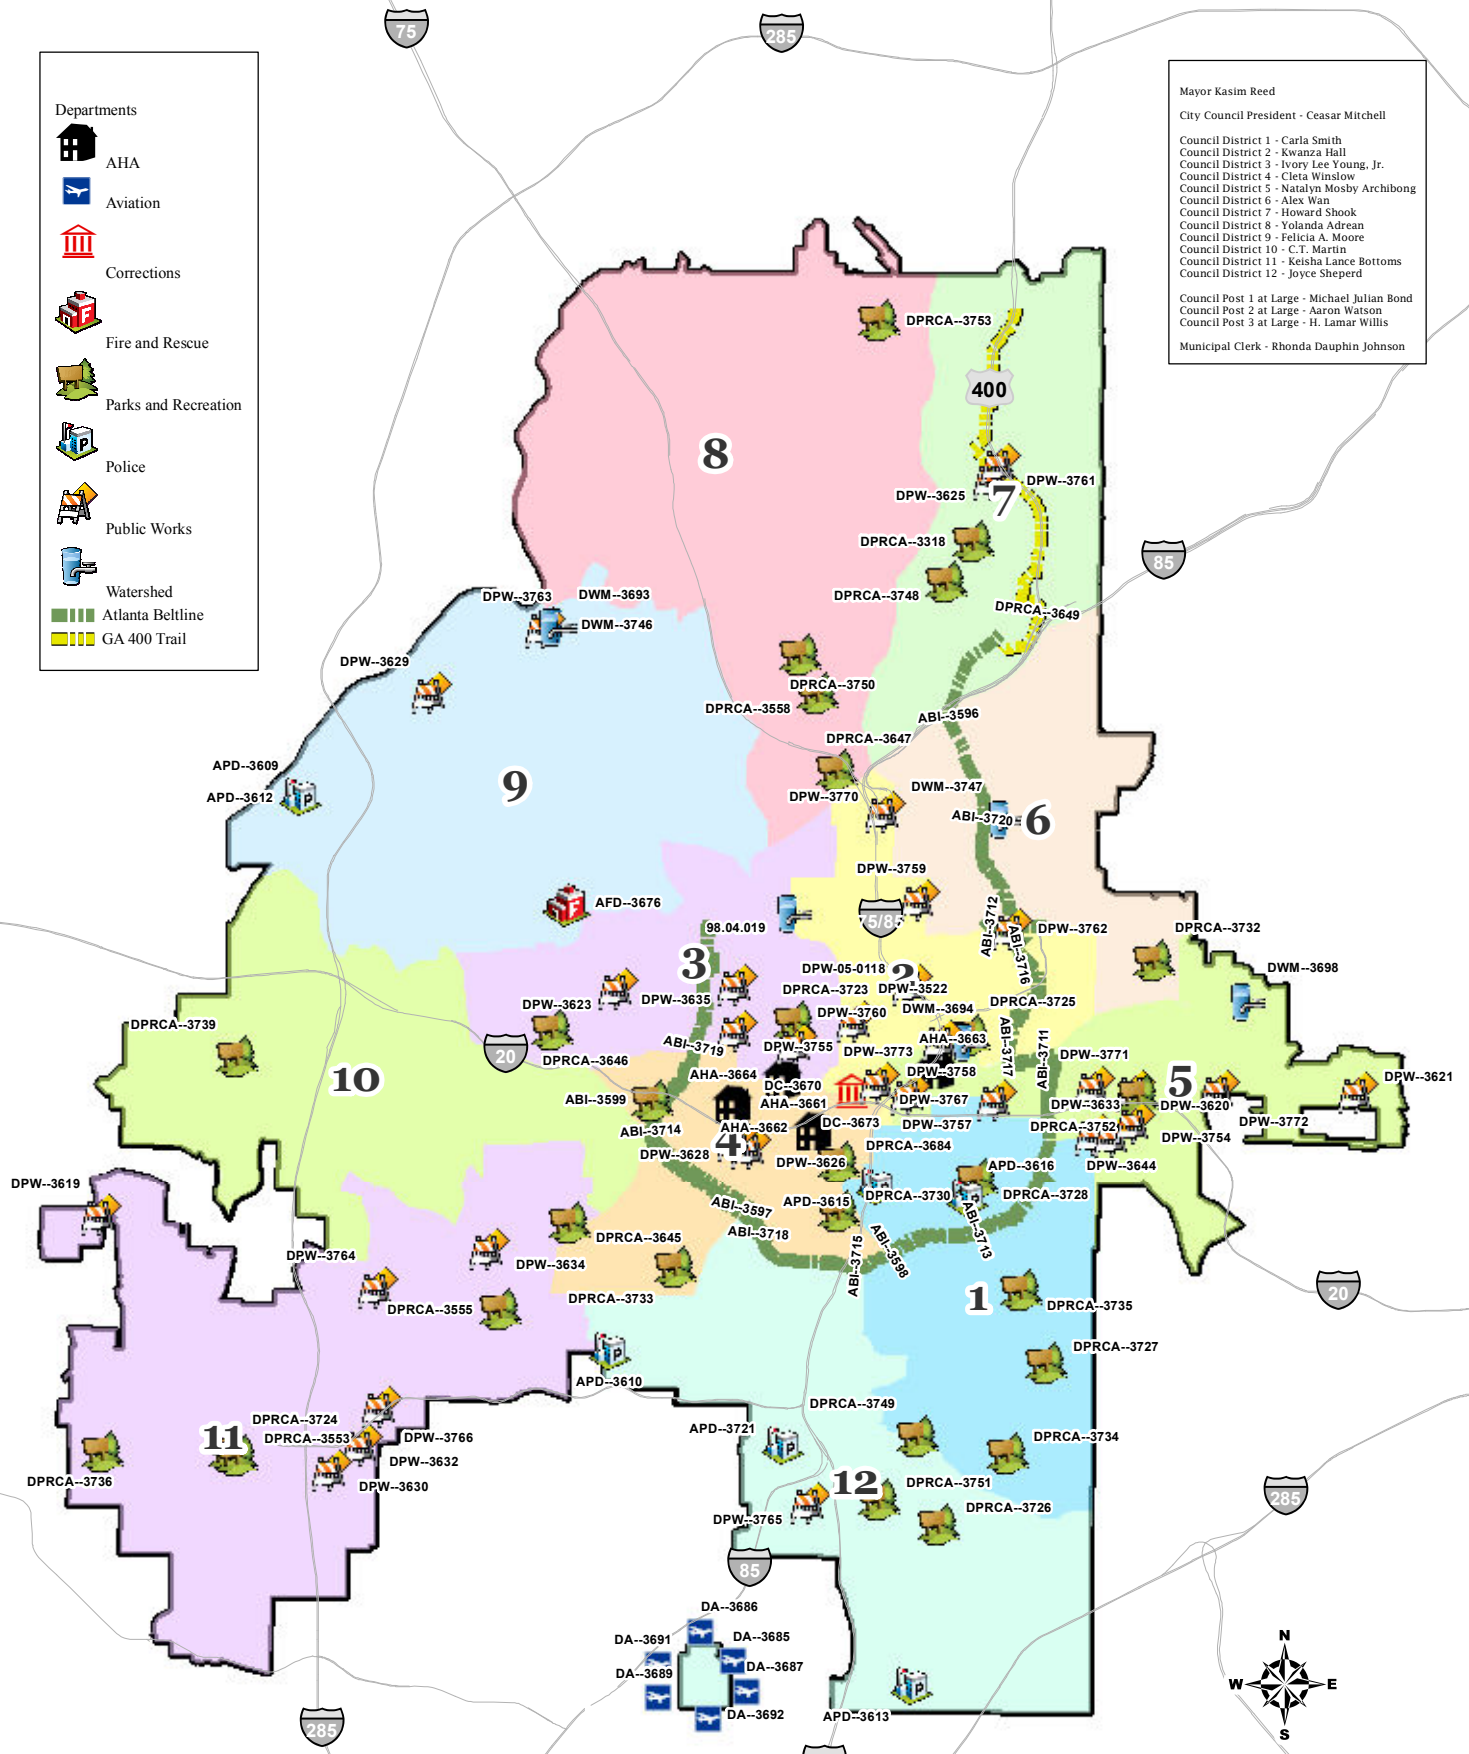 75
285
Departments
AHA
Aviation
Corrections
Fire and Rescue
Parks and Recreation
Police
Public Works
Watershed
Atlanta Beltline
GA 400 Trail
Mayor Kasim Reed
City Council President - Ceasar Mitchell
Council District 1 - Carla Smith
Council District 2 - Kwanza Hall
Council District 3 - Ivory Lee Young, Jr.
Council District 4 - Cleta Winslow
Council District 5 - Natalyn Mosby Archibong
Council District 6 - Alex Wan
Council District 7 - Howard Shook
Council District 8 - Yolanda Adrean
Council District 9 - Felicia A. Moore
Council District 10 - C.T. Martin
Council District 11 - Keisha Lance Bottoms
Council District 12 - Joyce Sheperd
Council Post 1 at Large - Michael Julian Bond
Council Post 2 at Large - Aaron Watson
Council Post 3 at Large - H. Lamar Willis
Municipal Clerk - Rhonda Dauphin Johnson
DPRCA--3753
400
8
DPW--3761
DPW--3625
7
DPRCA--3318
85
DPRCA--3748
DPW--3763
DWM--3693
DPRCA--3649
DWM--3746
DPW--3629
DPRCA--3750
DPRCA--3558
ABI--3596
DPRCA--3647
APD--3609
APD--3612
9
DPW--3770
DWM--3747
ABI--3720
6
DPW--3759
AFD--3676
75/85
98.04.019
ABI--3712
ABI--3716
DPW--3762
DPRCA--3732
3
DPW-05-0118
2
DWM--3698
DPW--3623
DPW--3635
DPRCA--3723
DPW--3522
DPRCA--3725
DWM--3694
DPW--3760
DPRCA--3739
20
DPRCA--3646
ABI--3719
DPW--3755
AHA--3663
ABI--3717
ABI--3711
DPW--3773
DPW--3771
10
AHA--3664
DC--3670
DPW--3758
5
DPW--3621
ABI--3599
AHA--3661
DPW--3767
DPW--3633
DPW--3620
ABI--3714
AHA--3662
DC--3673
DPW--3757
DPRCA--3752
DPW--3772
4
DPW--3628
DPW--3626
DPRCA--3684
DPW--3754
DPW--3644
APD--3616
DPW--3619
APD--3615
DPRCA--3730
DPRCA--3728
ABI--3597
ABI--3718
ABI--3713
DPRCA--3645
DPW--3764
DPW--3634
ABI--3715
ABI--3598
DPRCA--3733
DPRCA--3555
1
DPRCA--3735
20
DPRCA--3727
APD--3610
DPRCA--3749
DPRCA--3724
APD--3721
DPRCA--3734
11
DPRCA--3553
DPW--3766
DPW--3632
DPRCA--3736
DPW--3630
12
DPRCA--3751
DPRCA--3726
DPW--3765
285
85
DA--3686
DA--3691
DA--3685
DA--3689
DA--3687
DA--3692
APD--3613
285
N
W
E
S